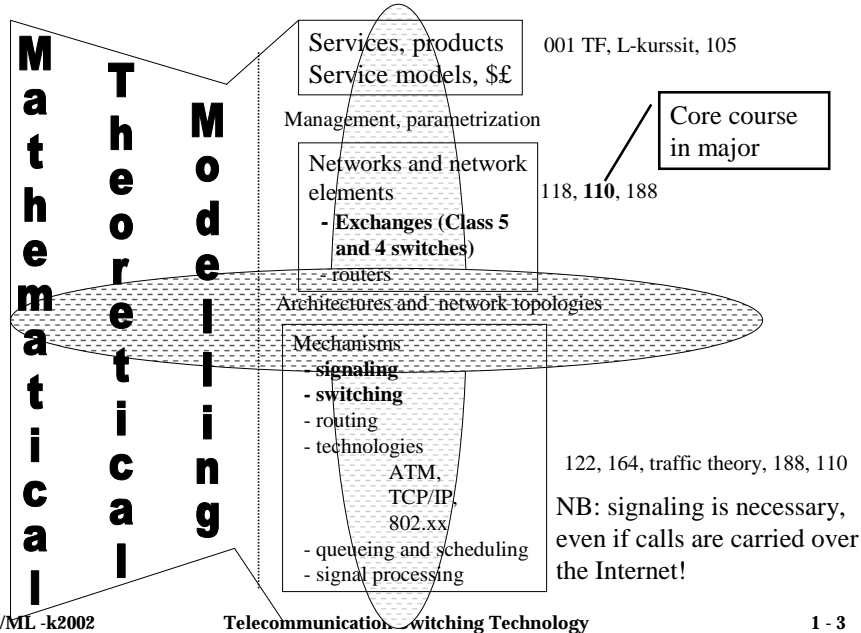 Mathematical
Theoretical
Modelling
Services, products
Service models, $£
001 TF, L-kurssit, 105
Management, parametrization
Core course
in major
Networks and network
elements
- Exchanges (Class 5
and 4 switches)
- routers
118, 110, 188
Architectures and network topologies
Mechanisms
- signaling
- switching
- routing
- technologies
ATM,
TCP/IP,
802.xx
- queueing and scheduling
- signal processing
122, 164, traffic theory, 188, 110
NB: signaling is necessary,
even if calls are carried over
the Internet!
/ML -k2002
Telecommunication Switching Technology
1 - 3